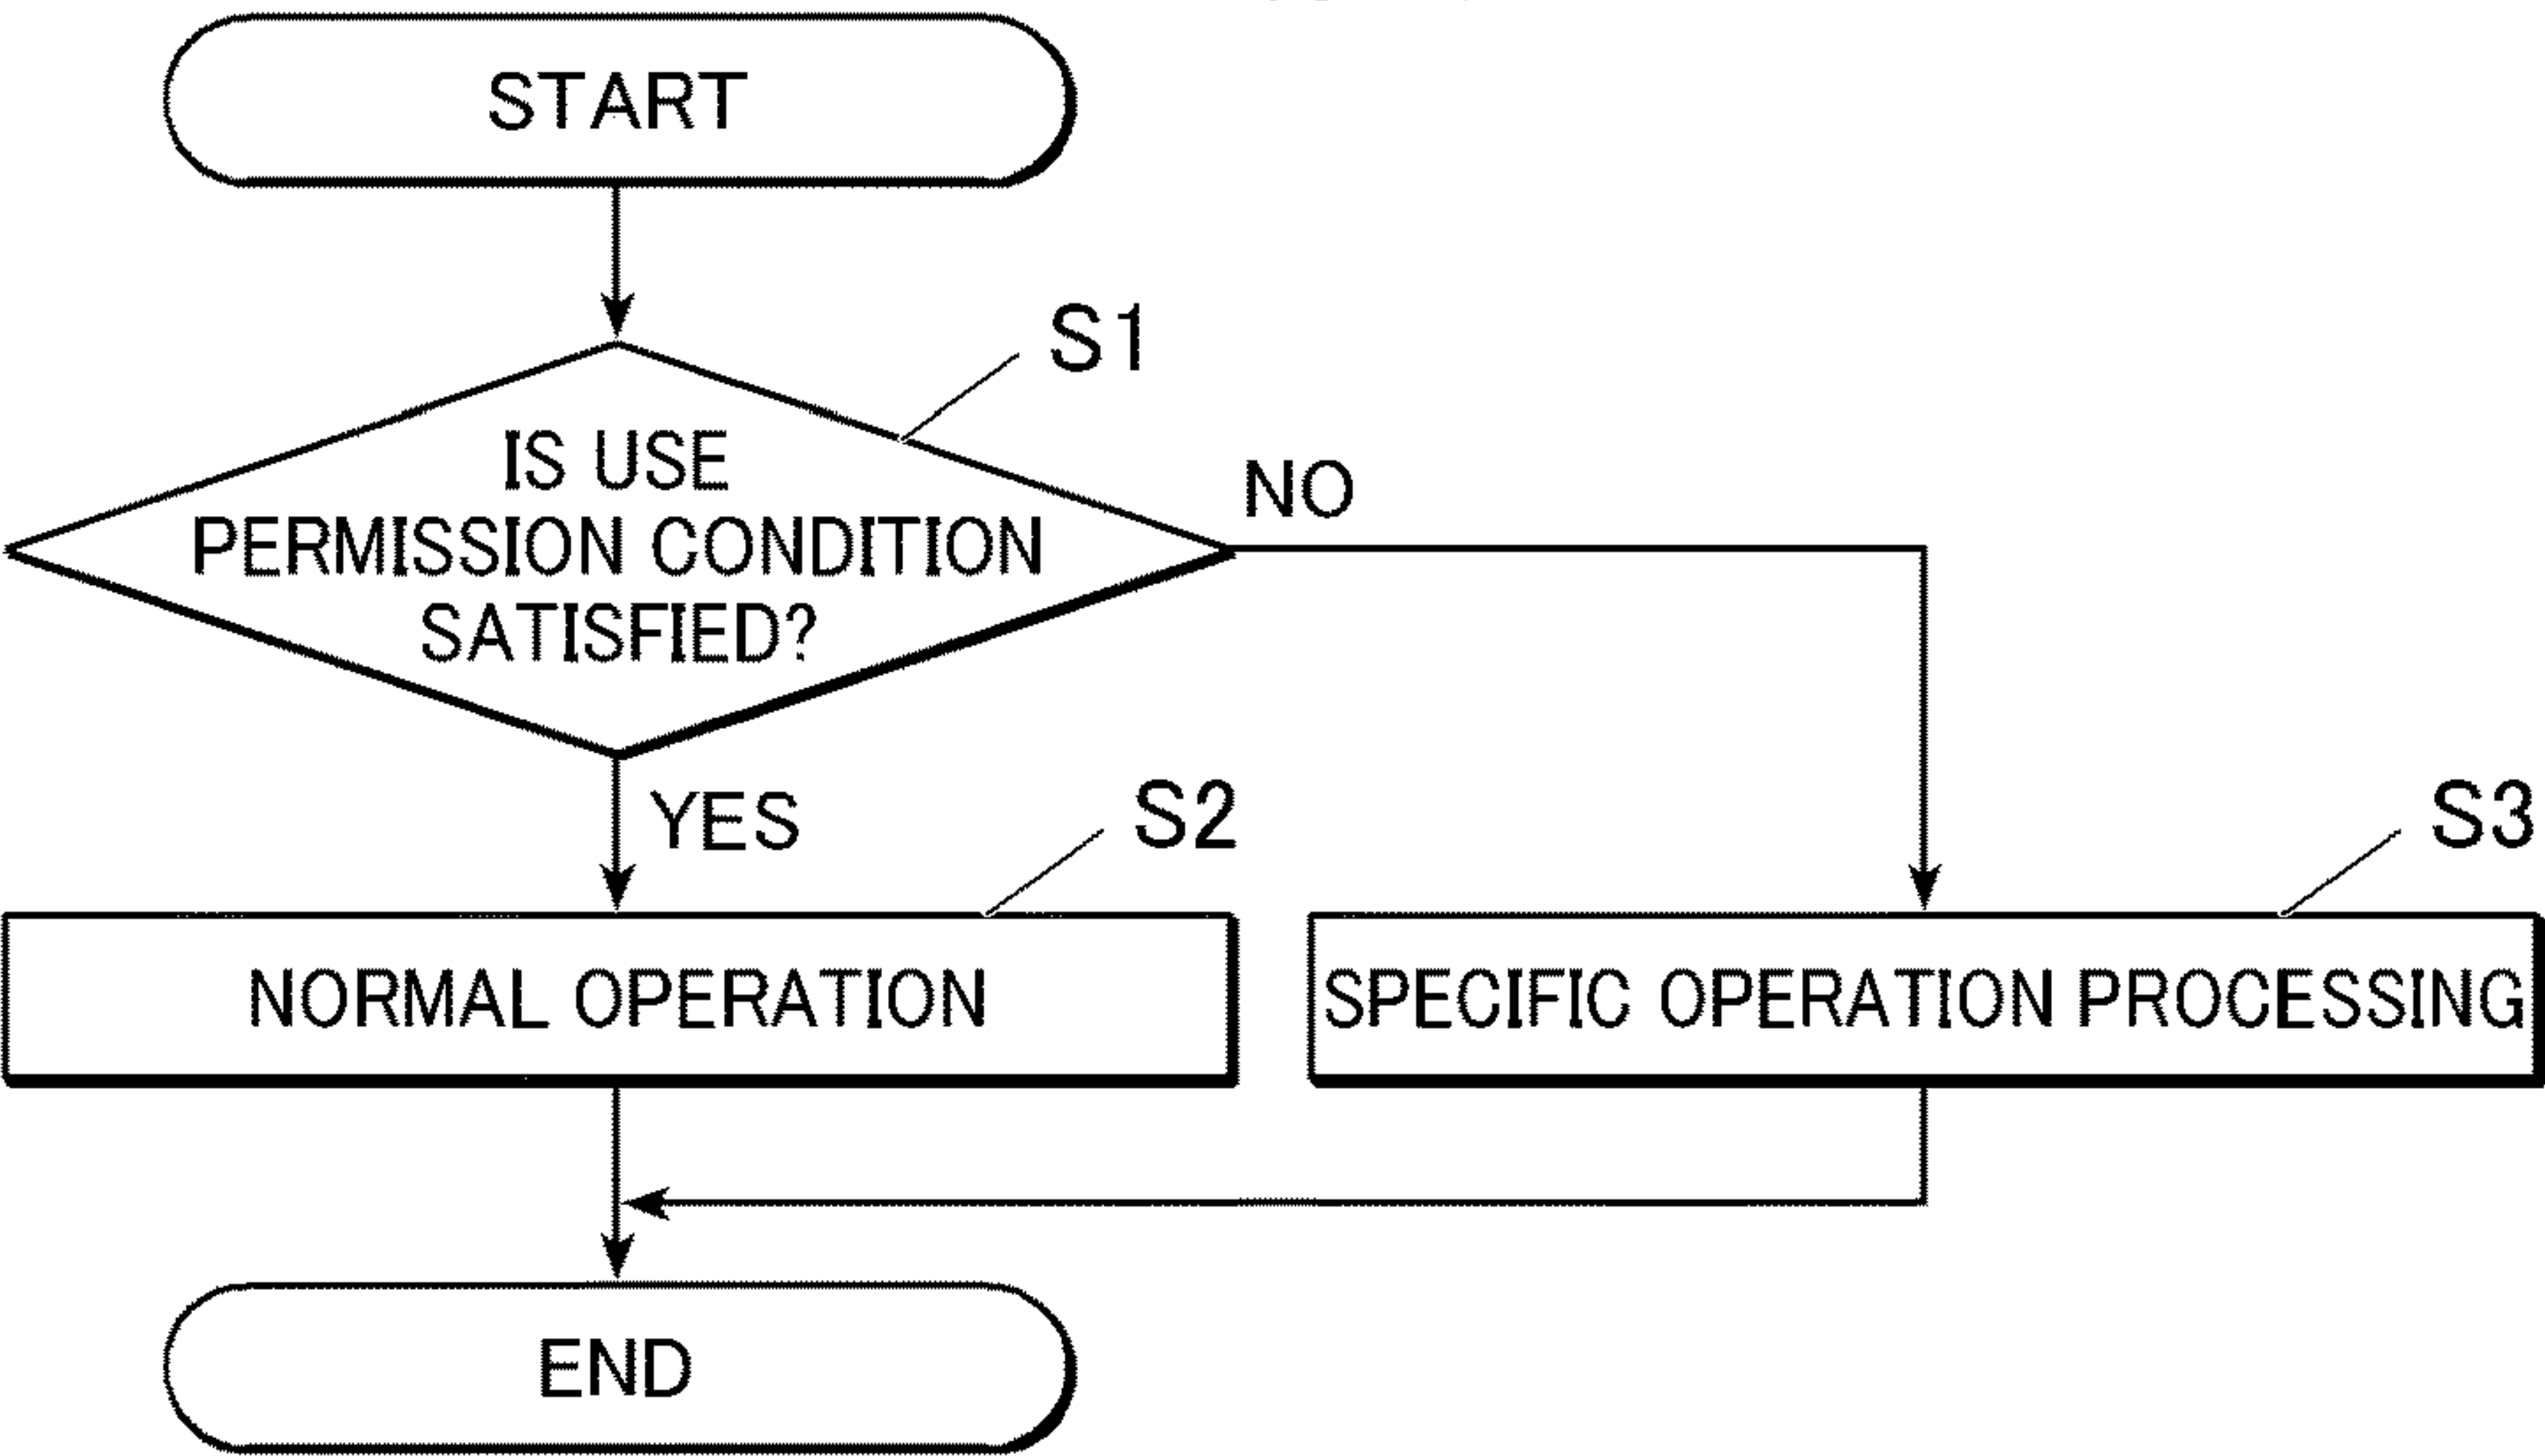 START
S1
IS USE
PERMISSION CONDITION
SATISFIED?
NO
YES
S2
S3
NORMAL OPERATION
SPECIFIC OPERATION PROCESSING
END